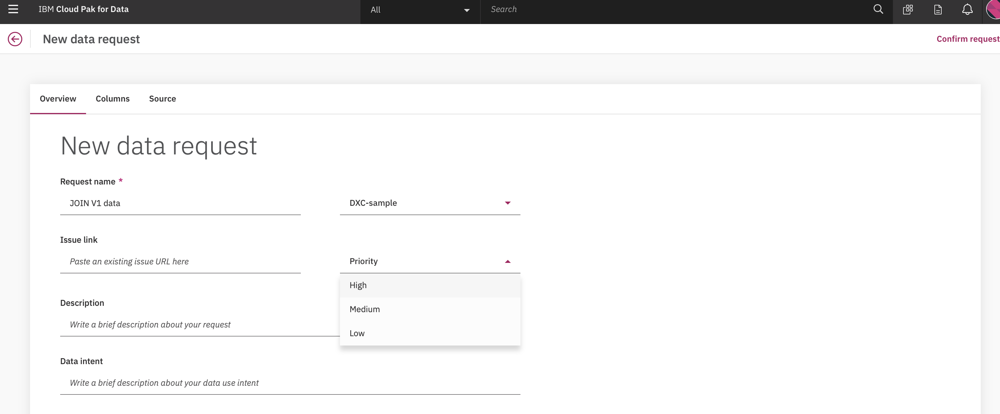 IBM Cloud Pak for Data
All
Search
New data request
Confirm request
Overview
Columns
Source
New data request
Request name *
JOIN V1 data
DXC-sample
Issue link
Paste an existing issue URL here
Priority
High
Medium
Low
Description
Write a brief description about your request
Data intent
Write a brief description about your data use intent